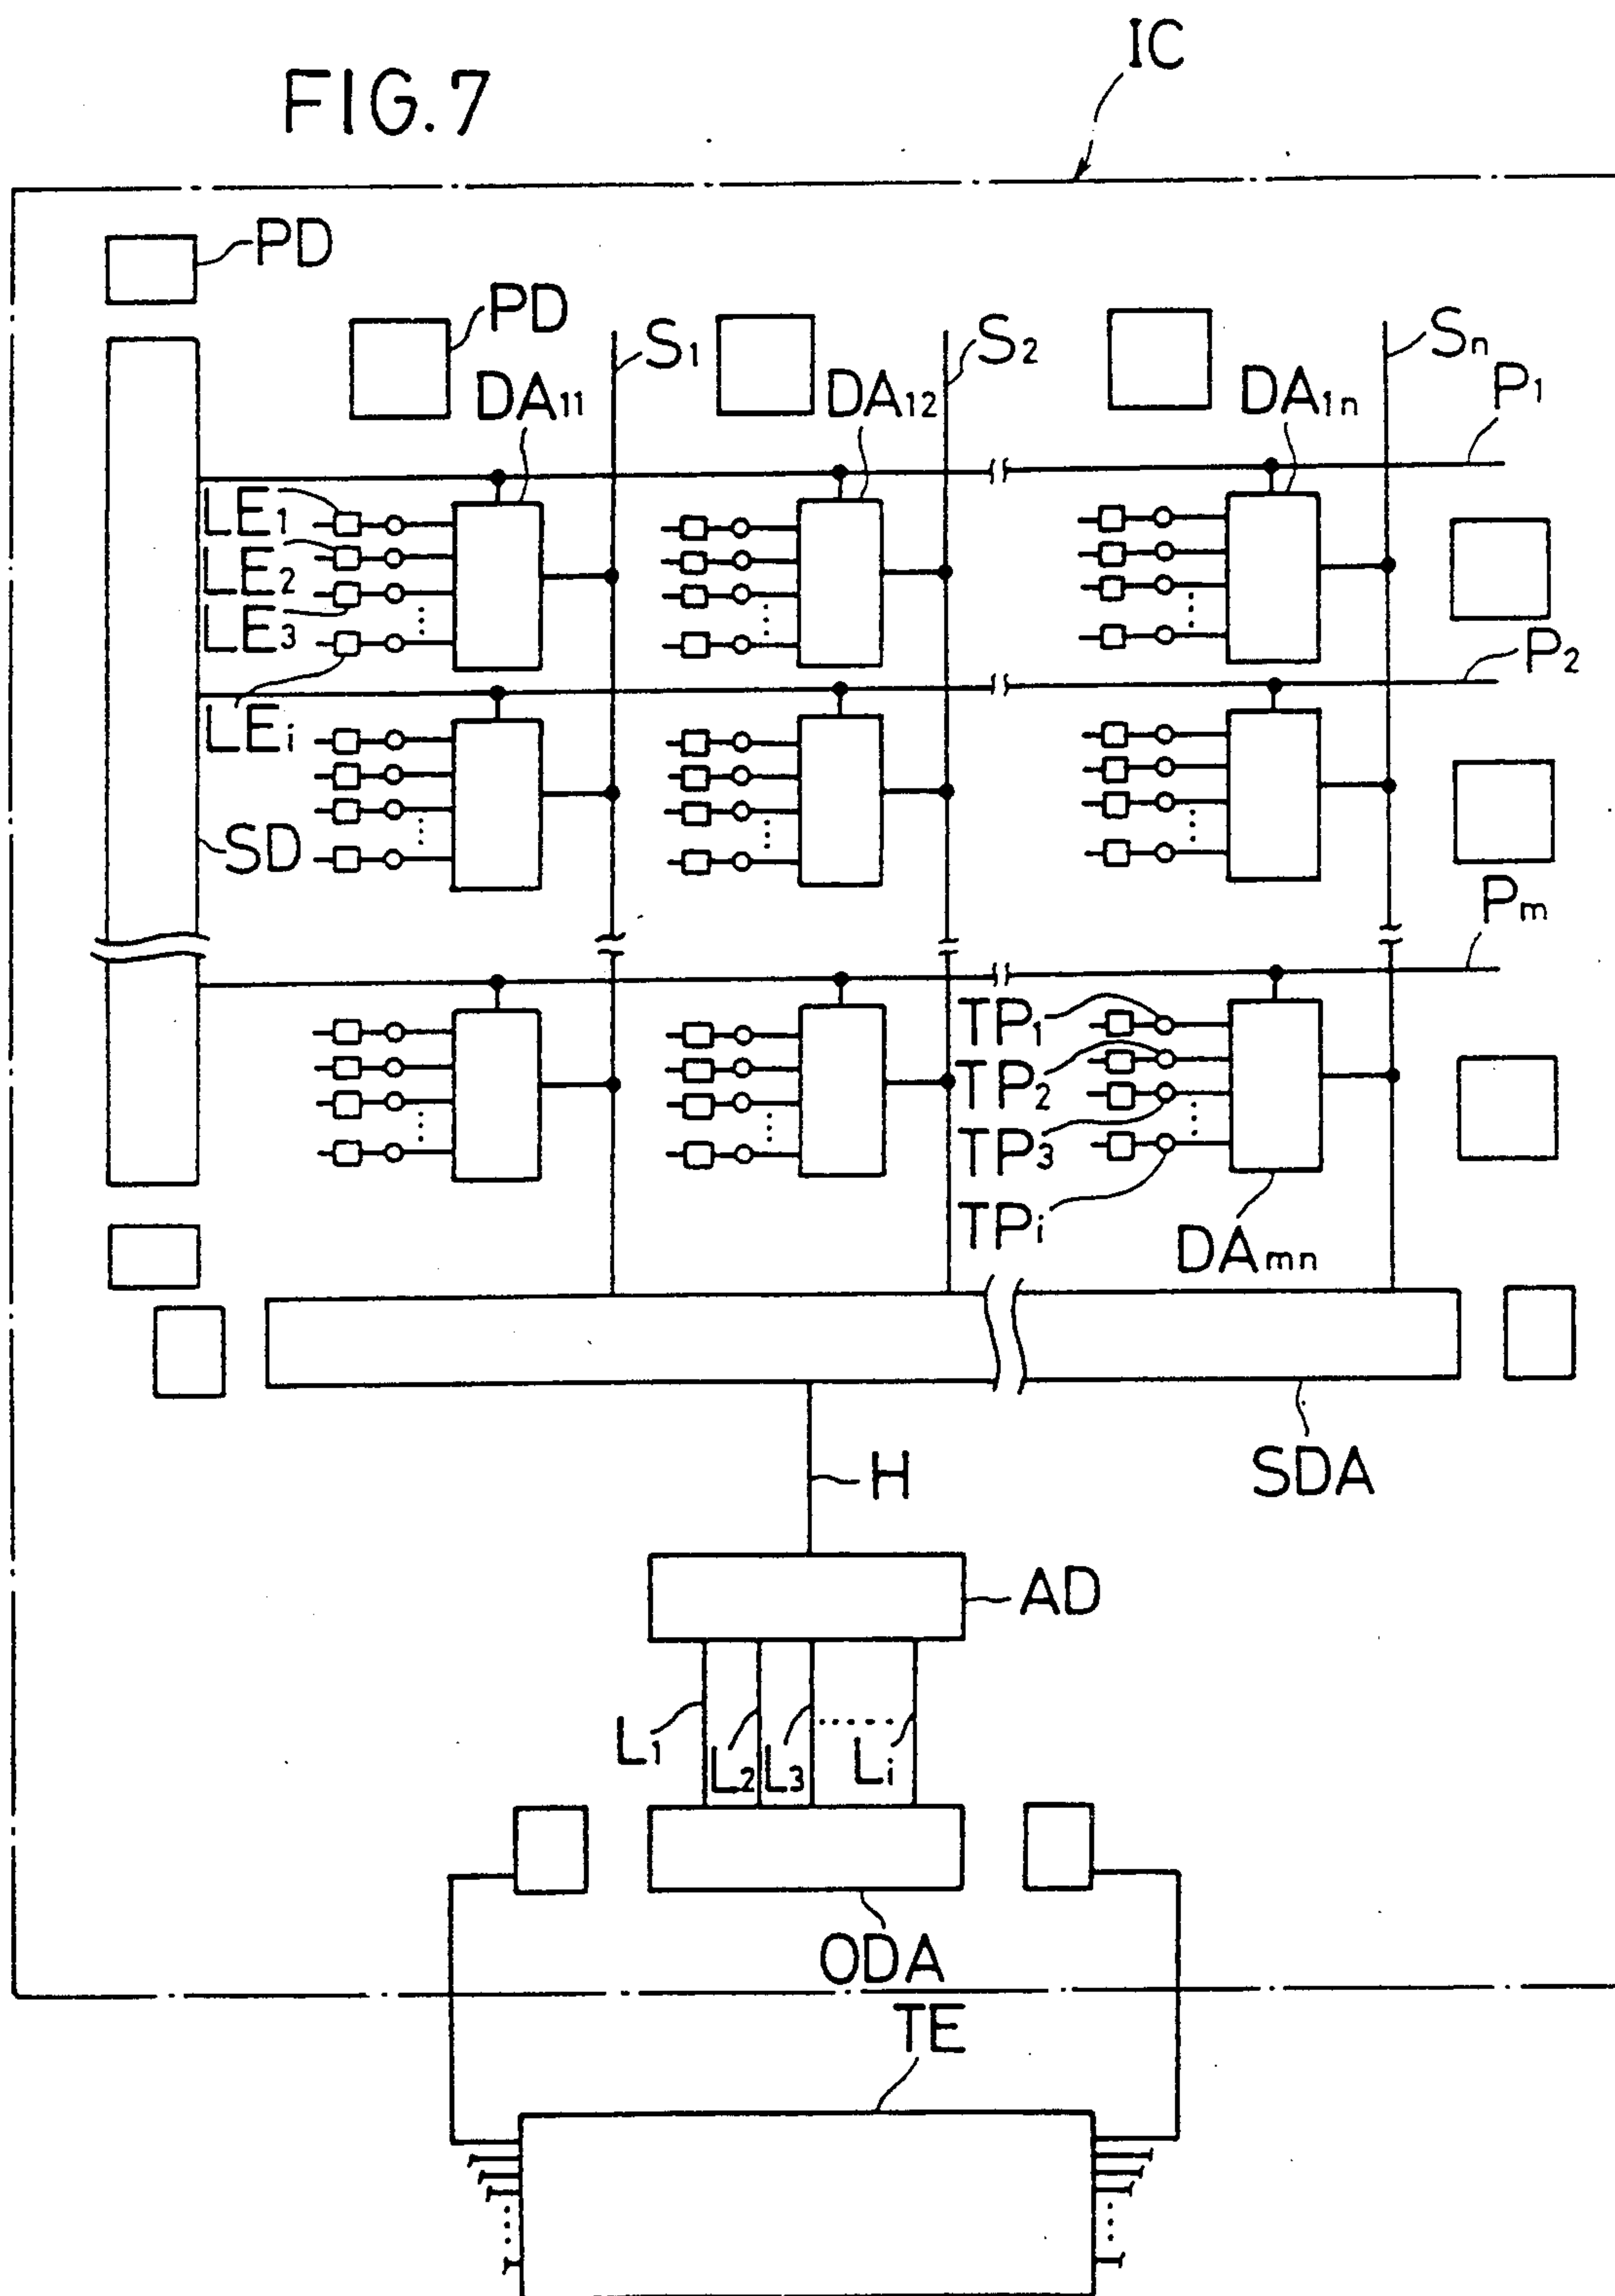 IC
FIG.7
PD
PD
S1
S2
Sn
DA11
DA12
DA1n
P1
LE1
LE2
LE3
P2
LEi
SD
Pm
TP1
TP2
TP3
TPi
DAmn
SDA
H
AD
L1
L2
L3
Li
ODA
TE